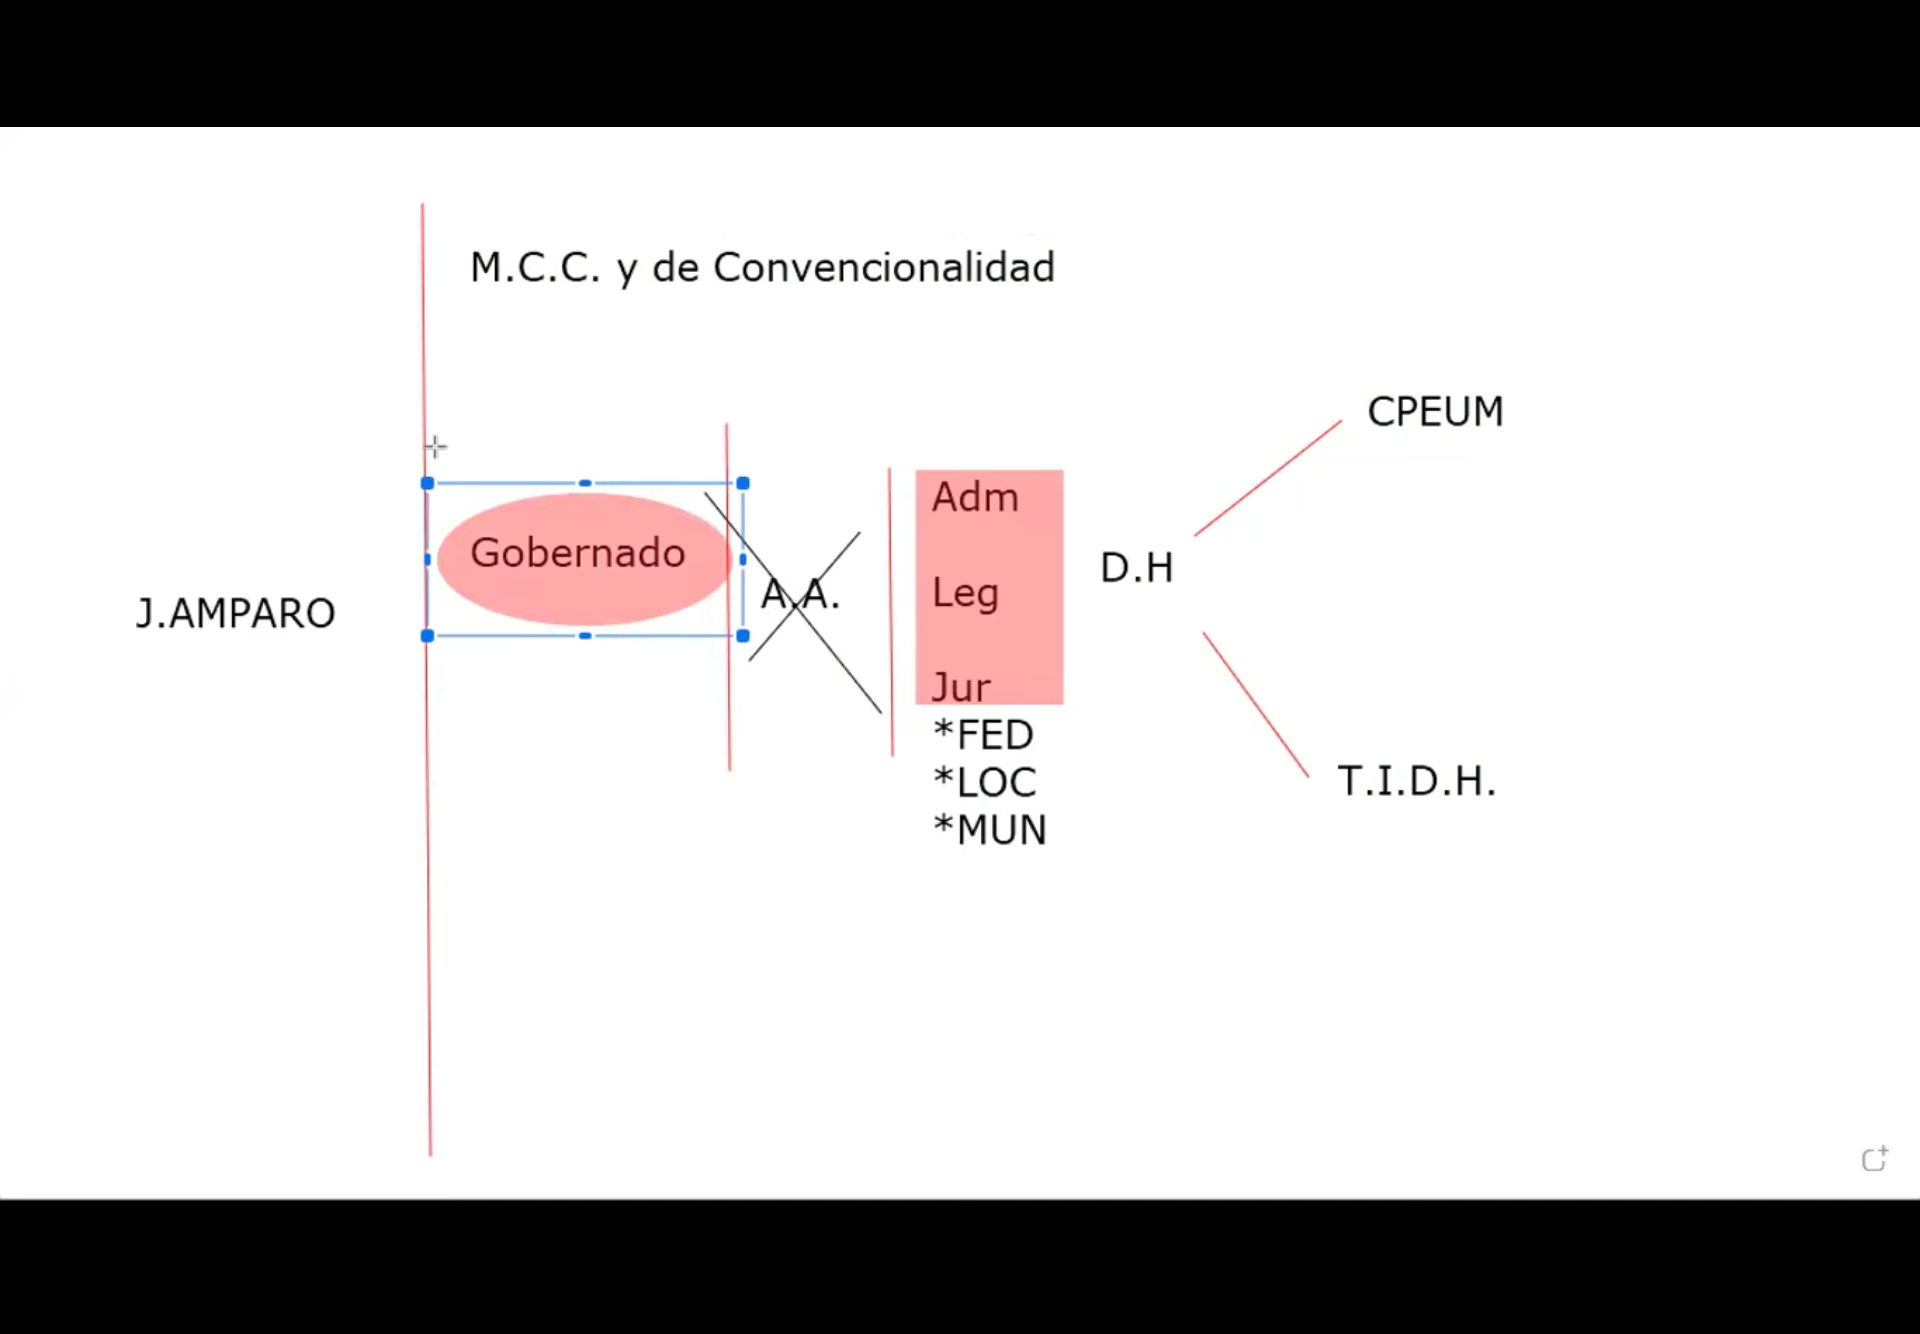 M.C.C. y de Convencionalidad
J.AMPARO
Gobernado
A.A.
Adm
Leg
Jur
*FED
*LOC
*MUN
D.H
CPEUM
T.I.D.H.